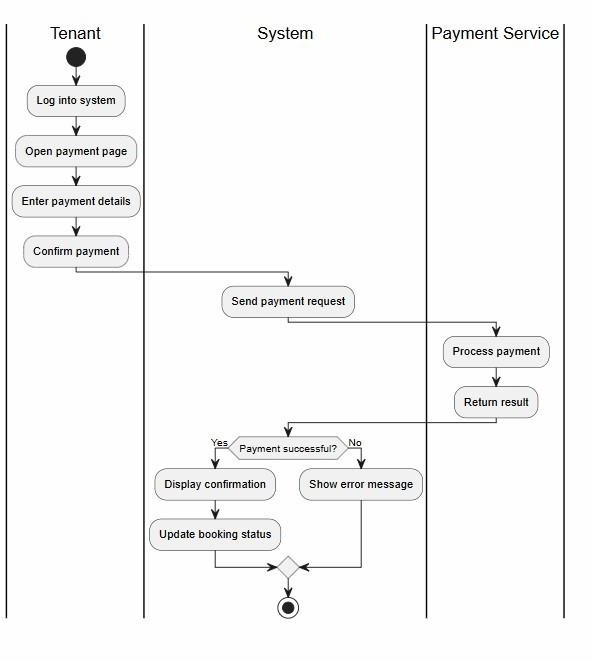 Tenant
System
Payment Service
Log into system
Open payment page
Enter payment details
Confirm payment
Send payment request
Process payment
Return result
Payment successful?
Yes
No
Display confirmation
Show error message
Update booking status